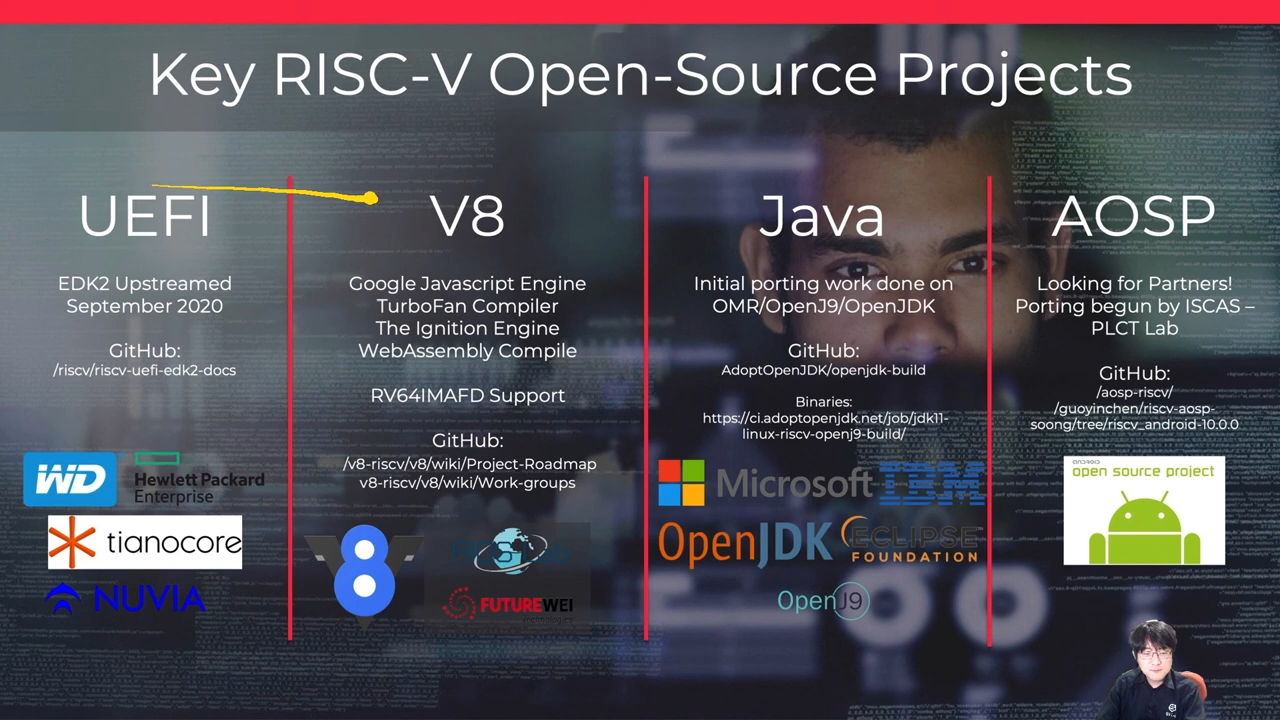 Key RISC-V Open-Source Projects
UEFI
EDK2 Upstreamed
September 2020
GitHub:
/riscv/riscv-uefi-edk2-docs
WD
Hewlett Packard
Enterprise
tianocore
NUVIA
V8
Google Javascript Engine
TurboFan Compiler
The Ignition Engine
WebAssembly Compile
RV64IMAFD Support
GitHub:
/v8-riscv/v8/wiki/Project-Roadmap
v8-riscv/v8/wiki/Work-groups
8
FUTUREWEI
Java
Initial porting work done on
OMR/OpenJ9/OpenJDK
GitHub:
AdoptOpenJDK/openjdk-build
Binaries:
https://ci.adoptopenjdk.net/job/jdk11-
linux-riscv-openj9-build/
Microsoft
IBM
OpenJDK
ECLIPSE
FOUNDATION
OpenJ9
AOSP
Looking for Partners!
Porting begun by ISCAS –
PLCT Lab
GitHub:
/aosp-riscv/
/guoyinchen/riscv-aosp-
soong/tree/riscv_android-10.0.0
ANDROID
open source project